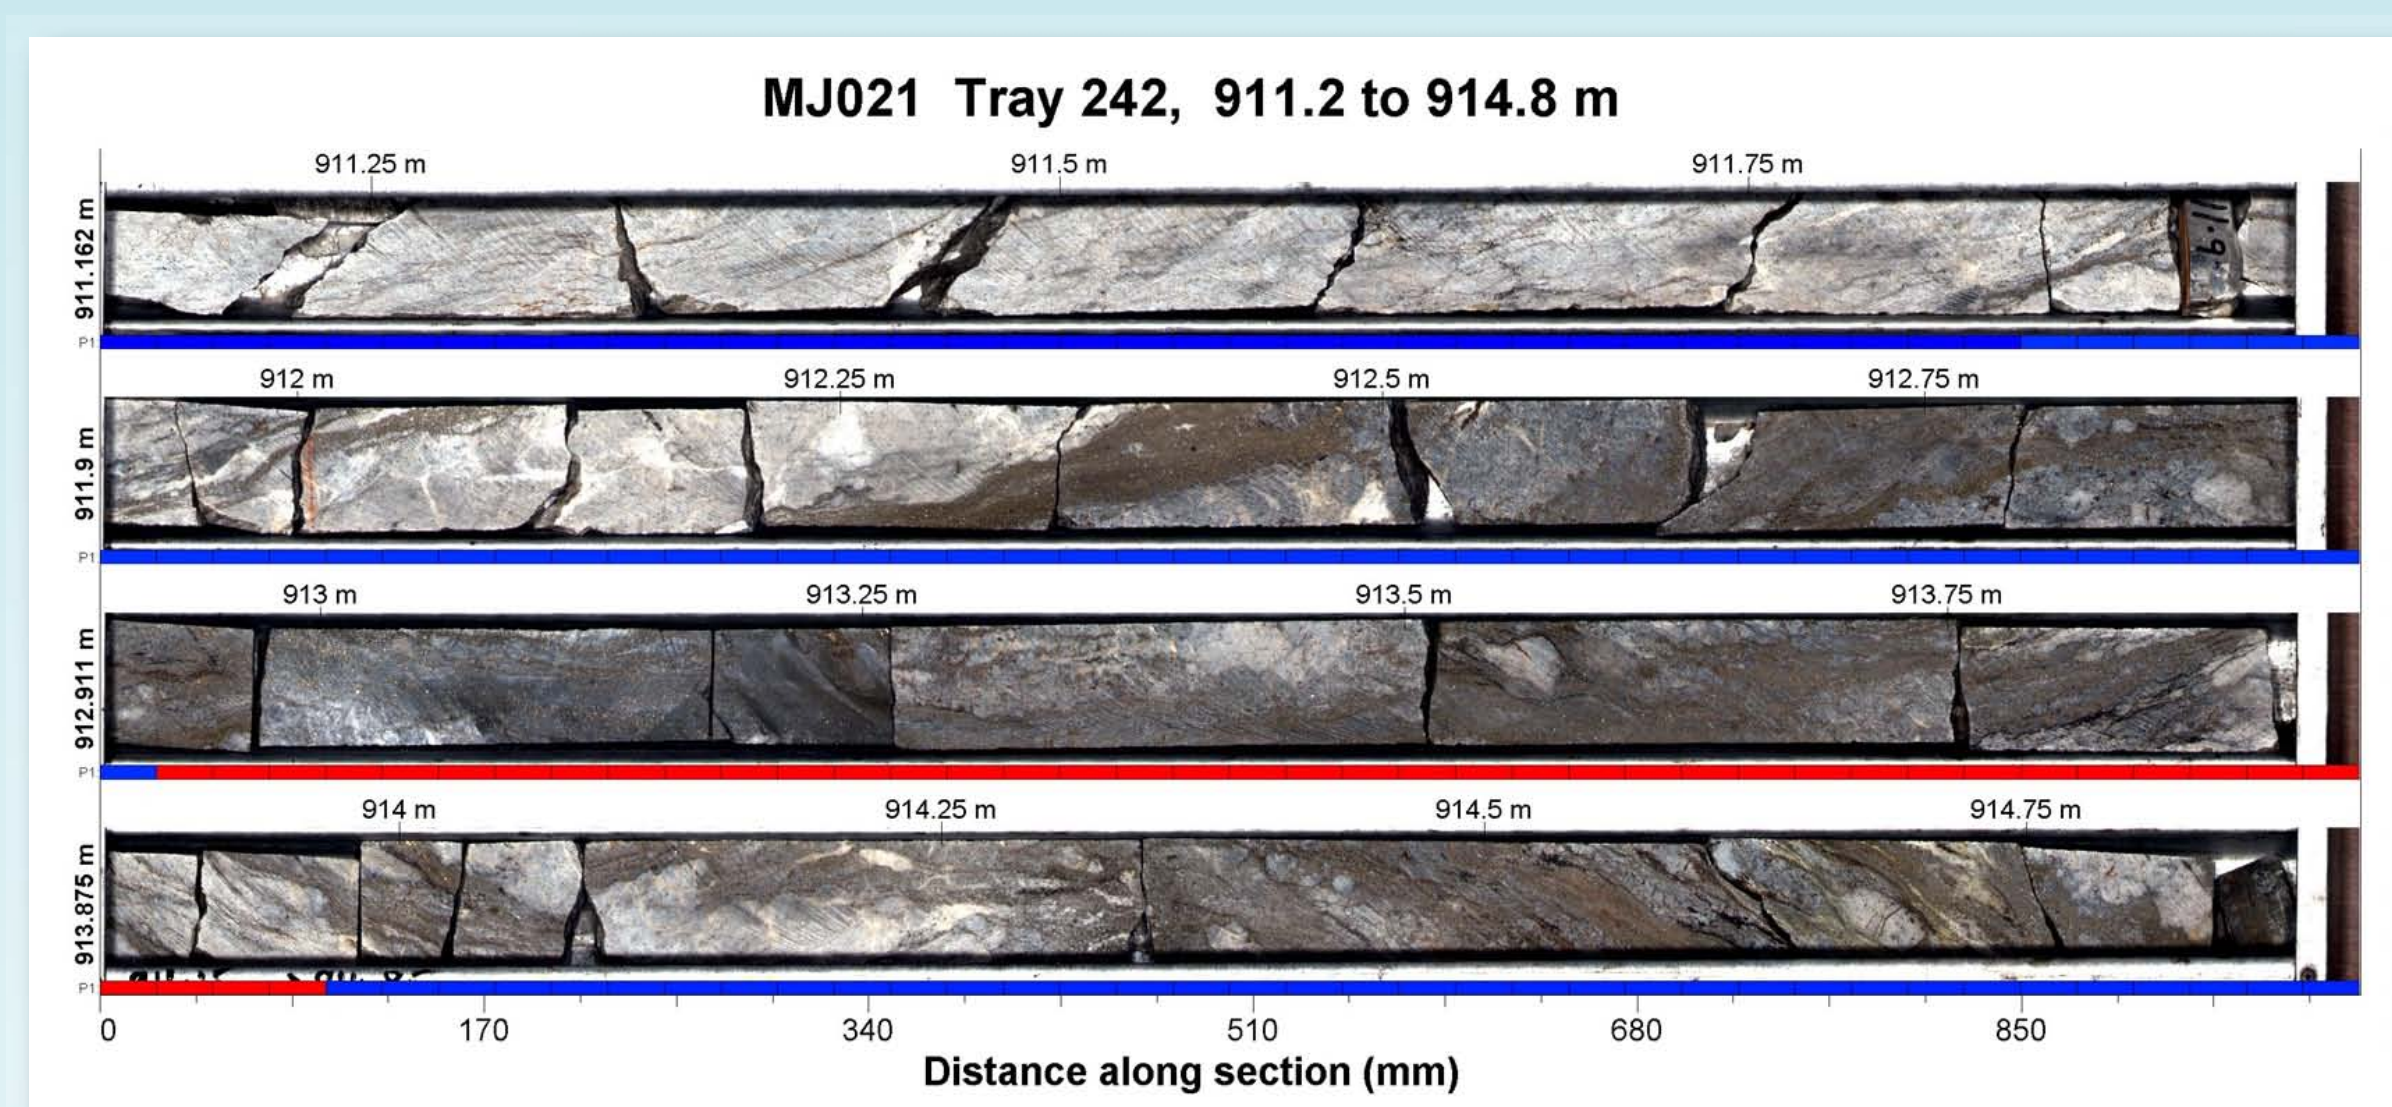 MJ021 Tray 242, 911.2 to 914.8 m
911.25 m 911.5 m 911.75 m
911.162 m
P1
912 m 912.25 m 912.5 m 912.75 m
911.9 m
P1
913 m 913.25 m 913.5 m 913.75 m
912.911 m
P1
914 m 914.25 m 914.5 m 914.75 m
913.875 m
P1
0 170 340 510 680 850
Distance along section (mm)